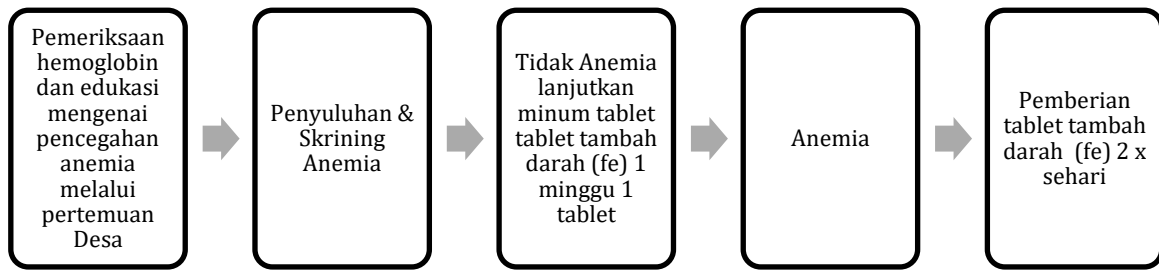 Pemeriksaan
hemoglobin
dan edukasi
mengenai
pencegahan
anemia
melalui
pertemuan
Desa
Penyuluhan &
Skrining
Anemia
Tidak Anemia
lanjutkan
minum tablet
tablet tambah
darah (fe) 1
minggu 1
tablet
Anemia
Pemberian
tablet tambah
darah (fe) 2 x
sehari